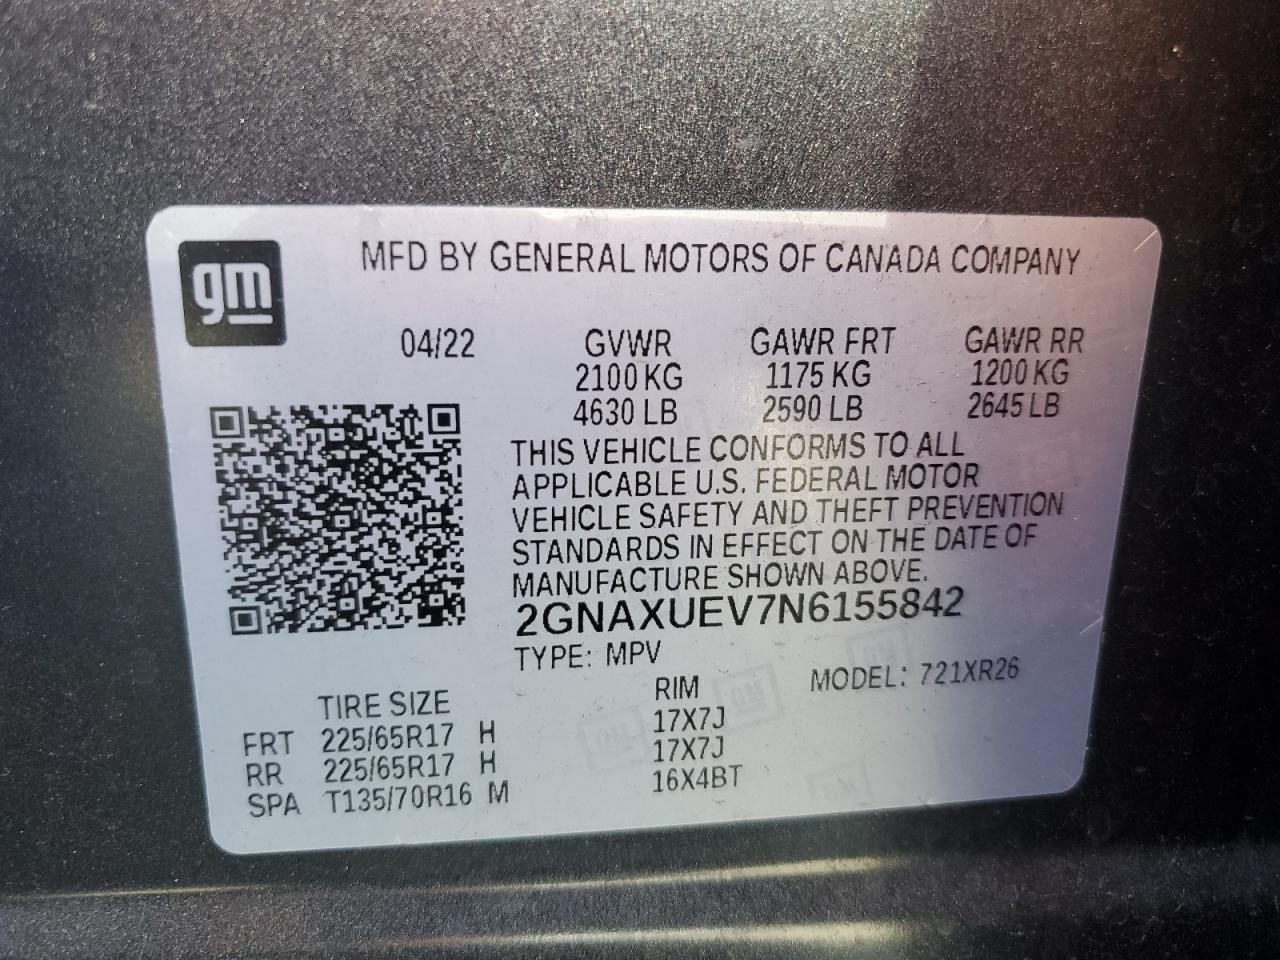 gm
MFD BY GENERAL MOTORS OF CANADA COMPANY
04/22 GVWR GAWR FRT GAWR RR
2100 KG 1175 KG 1200 KG
4630 LB 2590 LB 2645 LB
THIS VEHICLE CONFORMS TO ALL
APPLICABLE U.S. FEDERAL MOTOR
VEHICLE SAFETY AND THEFT PREVENTION
STANDARDS IN EFFECT ON THE DATE OF
MANUFACTURE SHOWN ABOVE.
2GNAXUEV7N6155842
TYPE: MPV
MODEL: 721XR26
TIRE SIZE RIM
FRT 225/65R17 H 17X7J
RR 225/65R17 H 17X7J
SPA T135/70R16 M 16X4BT